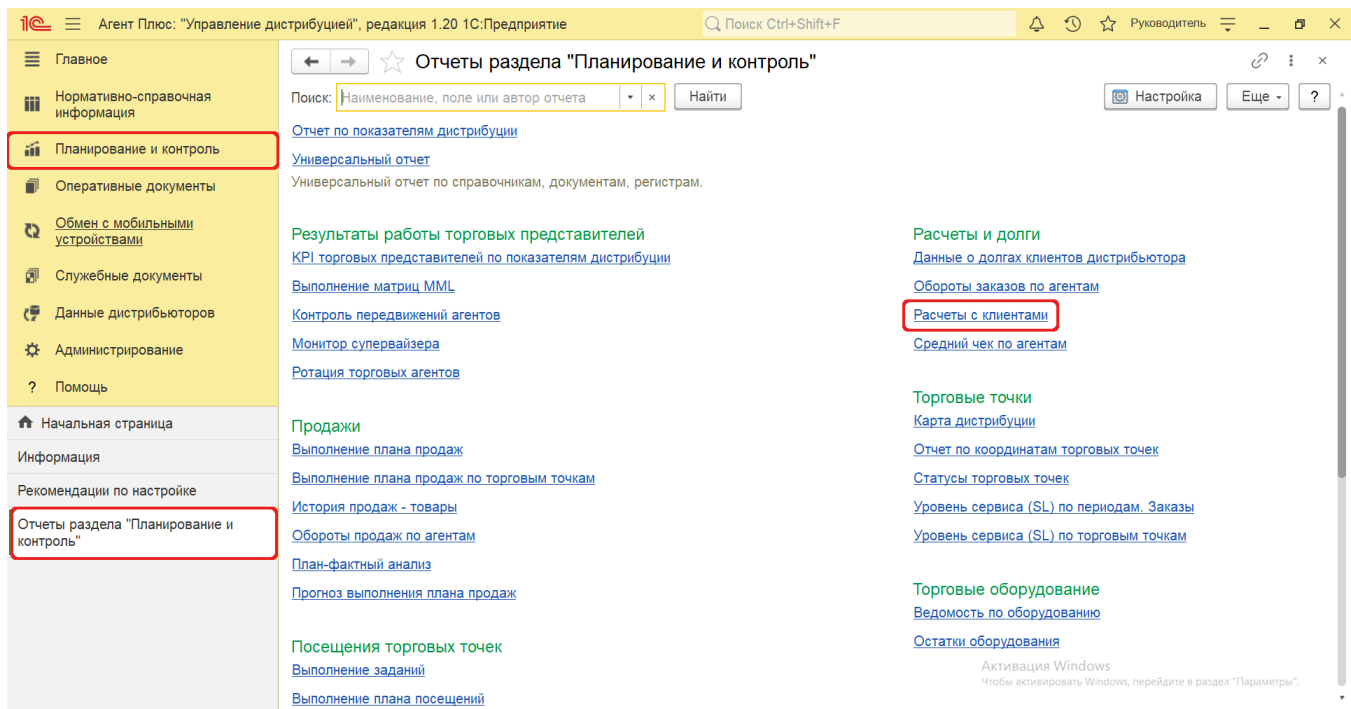 Агент Плюс: "Управление дистрибуцией", редакция 1.20 1С:Предприятие
Поиск Ctrl+Shift+F
Руководитель
Главное
Нормативно-справочная
информация
Планирование и контроль
Оперативные документы
Обмен с мобильными
устройствами
Служебные документы
Данные дистрибьюторов
Администрирование
? Помощь
Начальная страница
Информация
Рекомендации по настройке
Отчеты раздела "Планирование и
контроль"
Отчеты раздела "Планирование и контроль"
Поиск: Наименование, поле или автор отчета
Найти
Настройка
Еще
?
Отчет по показателям дистрибуции
Универсальный отчет
Универсальный отчет по справочникам, документам, регистрам.
Результаты работы торговых представителей
KPI торговых представителей по показателям дистрибуции
Выполнение матриц MML
Контроль передвижений агентов
Монитор супервайзера
Ротация торговых агентов
Продажи
Выполнение плана продаж
Выполнение плана продаж по торговым точкам
История продаж - товары
Обороты продаж по агентам
План-фактный анализ
Прогноз выполнения плана продаж
Посещения торговых точек
Выполнение заданий
Выполнение плана посещений
Расчеты и долги
Данные о долгах клиентов дистрибьютора
Обороты заказов по агентам
Расчеты с клиентами
Средний чек по агентам
Торговые точки
Карта дистрибуции
Отчет по координатам торговых точек
Статусы торговых точек
Уровень сервиса (SL) по периодам. Заказы
Уровень сервиса (SL) по торговым точкам
Торговые оборудование
Ведомость по оборудованию
Остатки оборудования
Активация Windows
Чтобы активировать Windows, перейдите в раздел "Параметры".